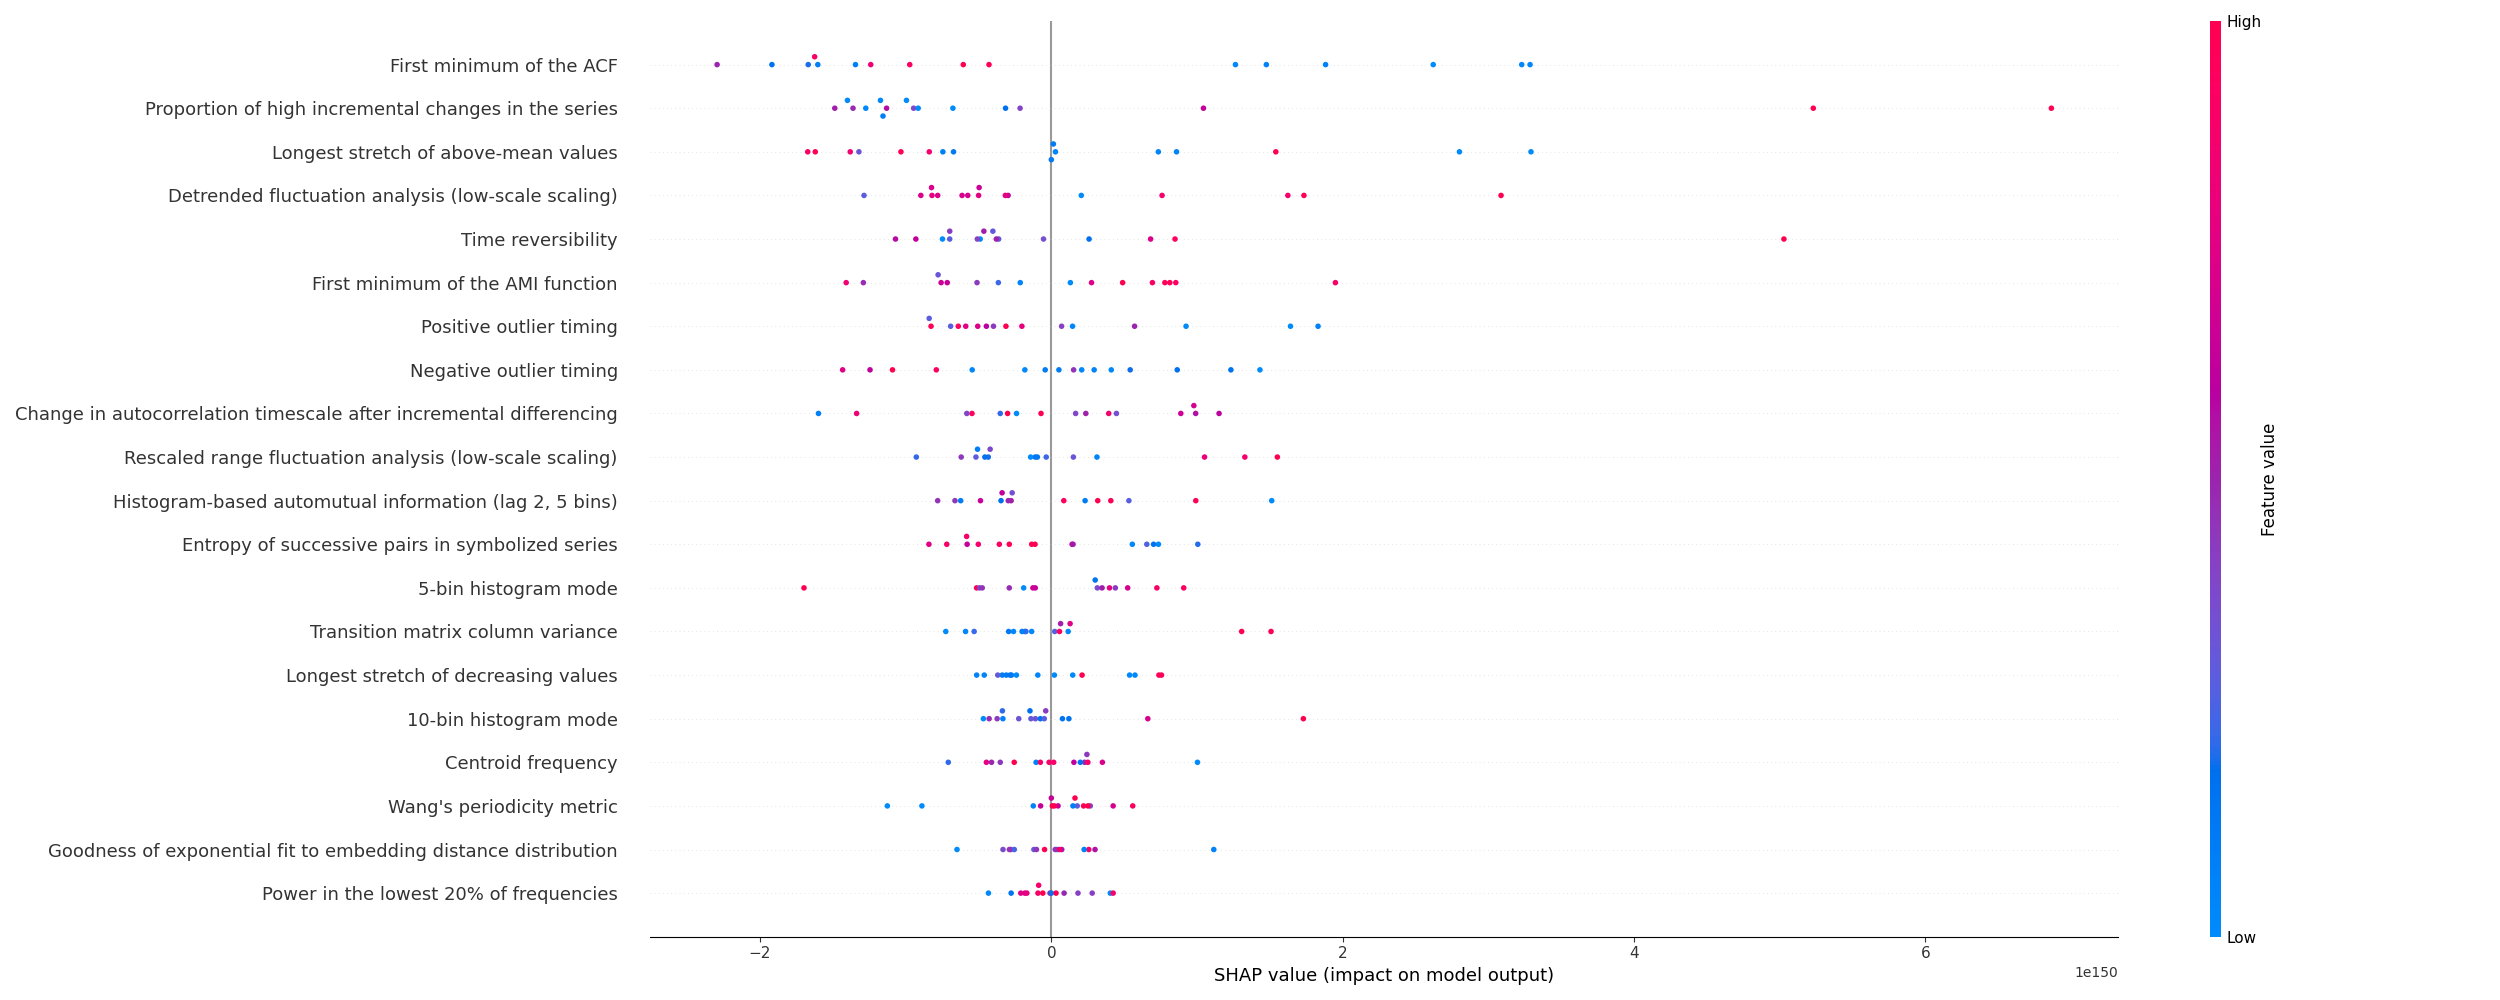 High
First minimum of the ACF
Proportion of high incremental changes in the series
Longest stretch of above-mean values
Detrended fluctuation analysis (low-scale scaling)
Time reversibility
First minimum of the AMI function
Positive outlier timing
Negative outlier timing
Change in autocorrelation timescale after incremental differencing
Rescaled range fluctuation analysis (low-scale scaling)
Histogram-based automutual information (lag 2, 5 bins)
Entropy of successive pairs in symbolized series
5-bin histogram mode
Transition matrix column variance
Longest stretch of decreasing values
10-bin histogram mode
Centroid frequency
Wang's periodicity metric
Goodness of exponential fit to embedding distance distribution
Power in the lowest 20% of frequencies
Feature value
Low
−2 0 2 4 6
1e150
SHAP value (impact on model output)